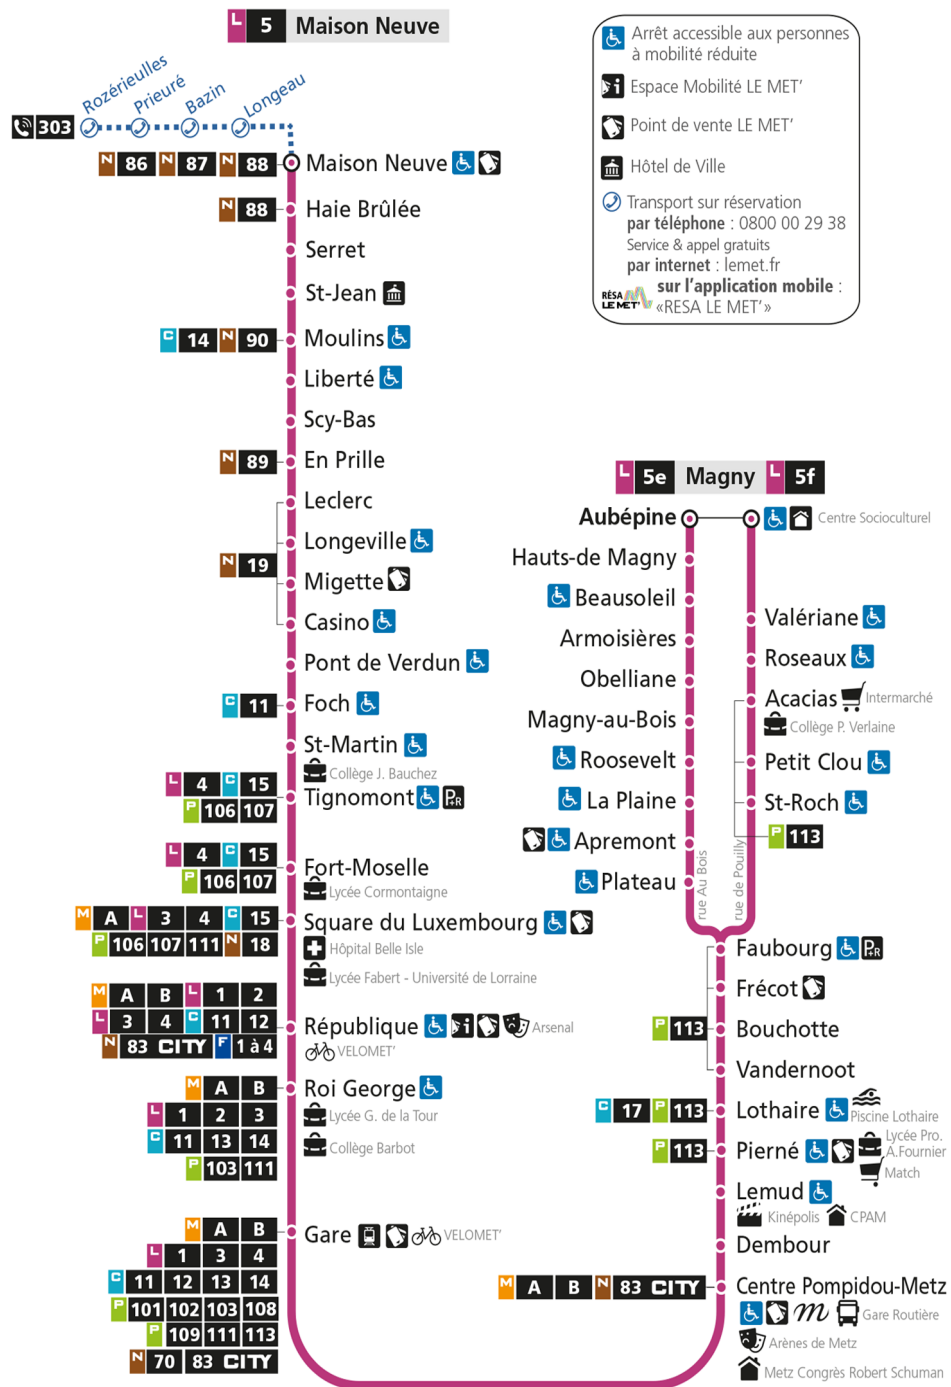 L 5 Maison Neuve
Arrêt accessible aux personnes
à mobilité réduite
Espace Mobilité LE MET'
Point de vente LE MET'
Hôtel de Ville
Transport sur réservation
par téléphone : 0800 00 29 38
Service & appel gratuits
par internet : lemet.fr
RÉSA LE MET' sur l'application mobile :
«RESA LE MET'»
Rozérieulles
Prieuré
Bazin
Longeau
303
N 86 N 87 N 88 Maison Neuve
N 88 Haie Brûlée
Serret
St-Jean
C 14 N 90 Moulins
Liberté
Scy-Bas
N 89 En Prille
Leclerc
Longeville
N 19
Migette
Casino
Pont de Verdun
C 11 Foch
St-Martin
Collège J. Bauchez
L 4 C 15
Tignomont P+R
P 106 107
L 4 C 15
Fort-Moselle
P 106 107
Lycée Cormontaigne
M A L 3 4 C 15
Square du Luxembourg
P 106 107 111 N 18
Hôpital Belle Isle
Lycée Fabert - Université de Lorraine
M A B L 1 2
L 3 4 C 11 12
République Arsenal
N 83 CITY F 1 à 4
VELOMET'
M A B Roi George
L 1 2 3
Lycée G. de la Tour
C 11 13 14
Collège Barbot
P 103 111
M A B
Gare VELOMET'
L 1 3 4
C 11 12 13 14
P 101 102 103 108
P 109 111 113
N 70 83 CITY
L 5e Magny L 5f
Aubépine Centre Socioculturel
Hauts-de Magny
Beausoleil
Armoisières
Obelliane
Magny-au-Bois
Roosevelt
La Plaine
Apremont
Plateau
rue Au Bois
rue de Pouilly
Valériane
Roseaux
Acacias Intermarché
Collège P. Verlaine
Petit Clou
St-Roch
P 113
Faubourg P+R
Frécot
P 113 Bouchotte
Vandernoot
C 17 P 113 Lothaire
Piscine Lothaire
P 113 Pierné
Lycée Pro.
A.Fournier
Match
Lemud
Kinépolis CPAM
Dembour
M A B N 83 CITY Centre Pompidou-Metz
m Gare Routière
Arènes de Metz
Metz Congrès Robert Schuman